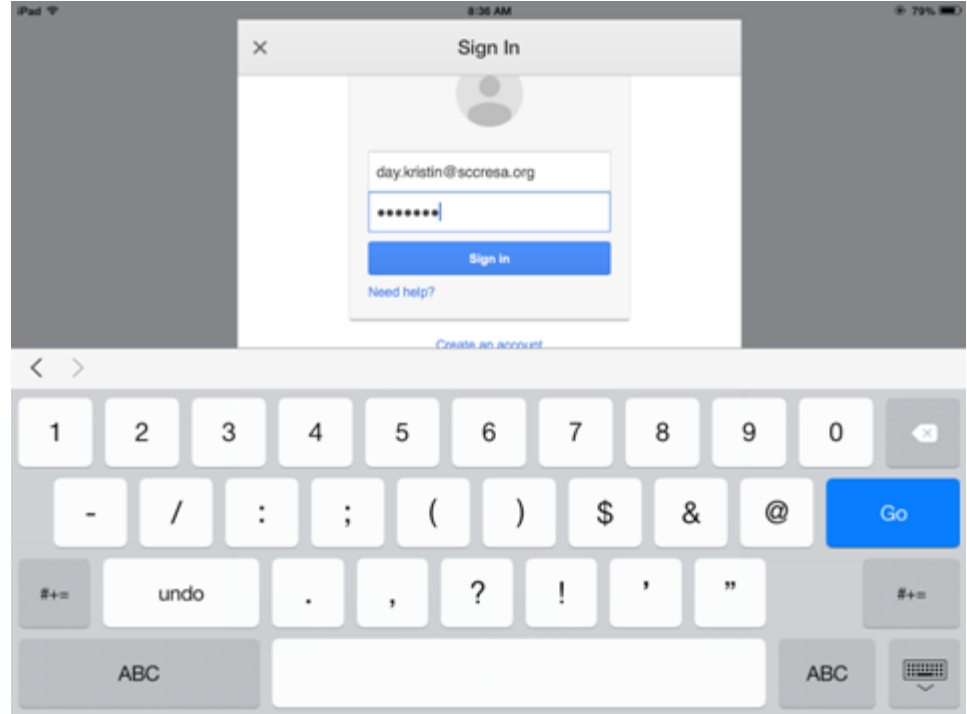 iPad 8:36 AM 79%
× Sign In
day.kristin@sccresa.org
•••••••
Sign in
Need help?
Create an account
1 2 3 4 5 6 7 8 9 0
- / : ; ( ) $ & @ Go
#+= undo . , ? ! ' " #+=
ABC ABC